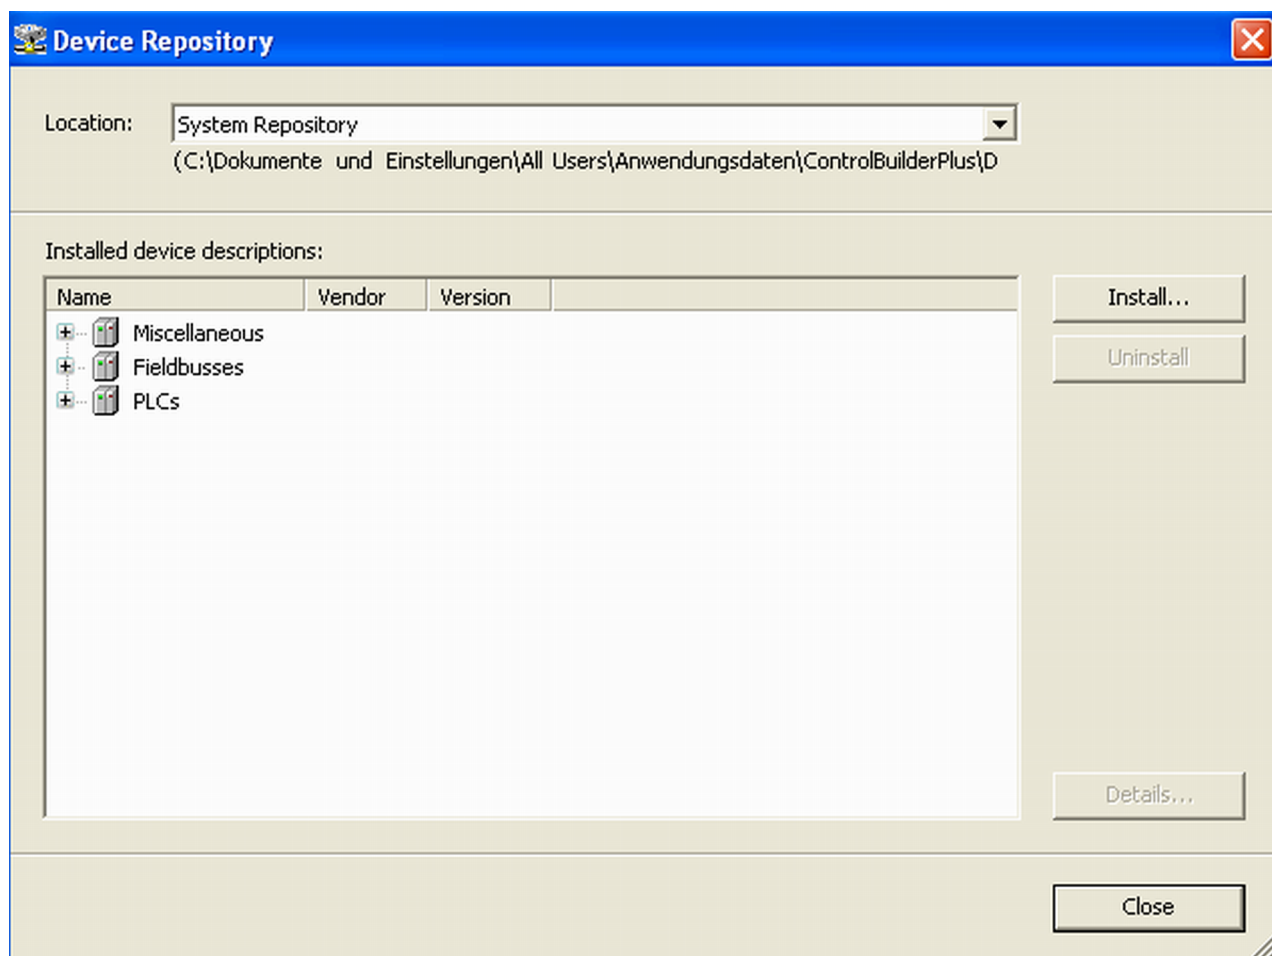 Device Repository
Location: System Repository
(C:\Dokumente und Einstellungen\All Users\Anwendungsdaten\ControlBuilderPlus\D
Installed device descriptions:
Name Vendor Version Install...
Miscellaneous
Uninstall
Fieldbusses
PLCs
Details...
Close